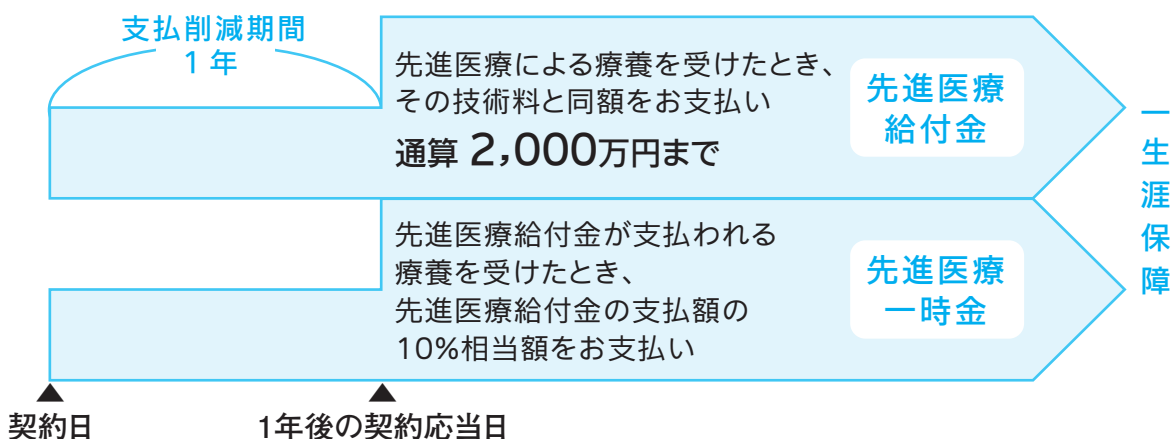 支払削減期間
1年
先進医療による療養を受けたとき、
その技術料と同額をお支払い
通算 2,000万円まで
先進医療
給付金
先進医療給付金が支払われる
療養を受けたとき、
先進医療給付金の支払額の
10%相当額をお支払い
先進医療
一時金
一生涯保障
契約日
1年後の契約応当日